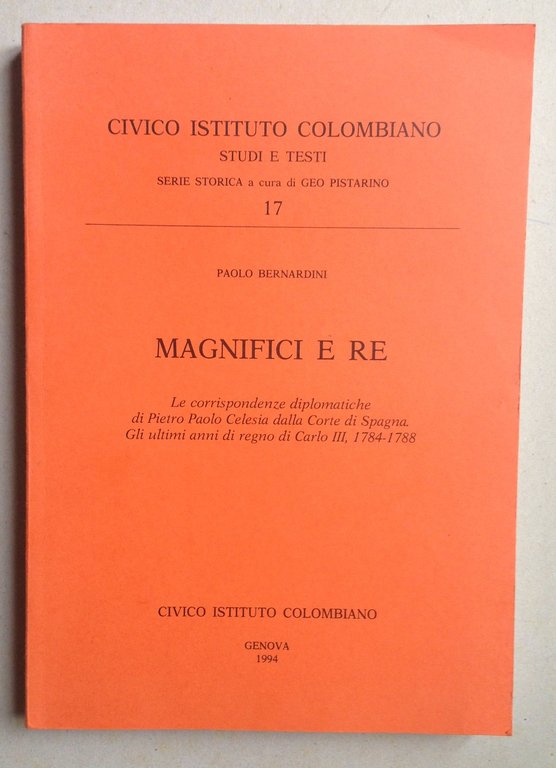 CIVICO ISTITUTO COLOMBIANO
STUDI E TESTI
SERIE STORICA a cura di GEO PISTARINO
17
PAOLO BERNARDINI
MAGNIFICI E RE
Le corrispondenze diplomatiche
di Pietro Paolo Celesia dalla Corte di Spagna.
Gli ultimi anni di regno di Carlo III, 1784-1788
CIVICO ISTITUTO COLOMBIANO
GENOVA
1994